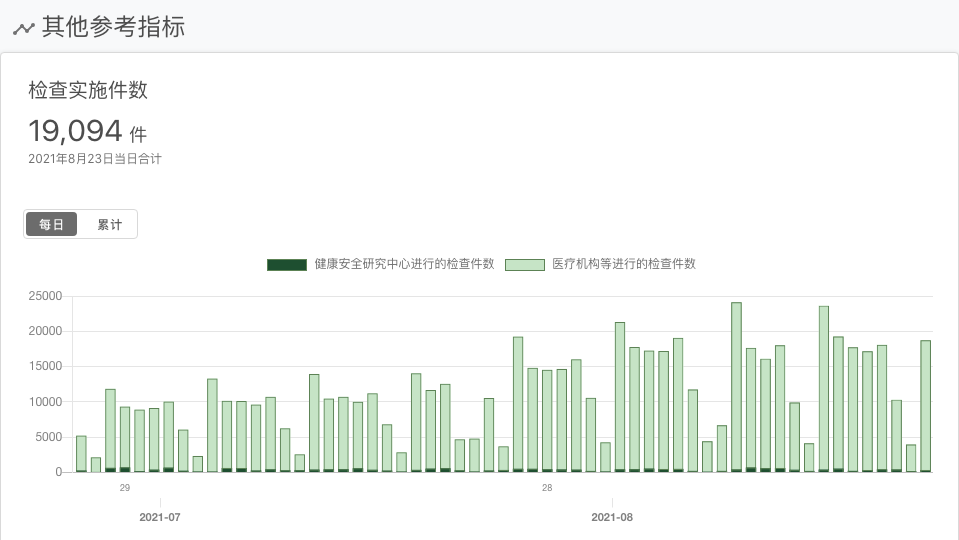 其他参考指标
检查实施件数
19,094 件
2021年8月23日当日合计
每日 累计
健康安全研究中心进行的检查件数 医疗机构等进行的检查件数
25000
20000
15000
10000
5000
0
29 28
2021-07 2021-08